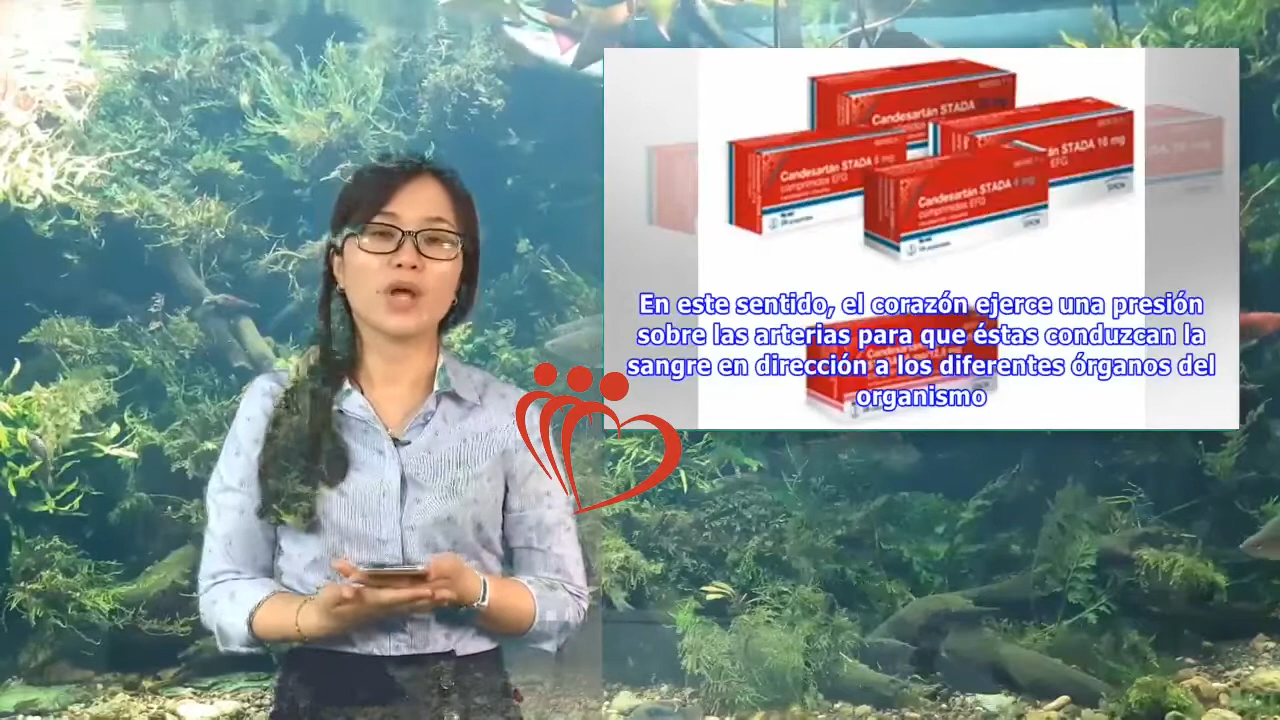 Candesartán STADA
Candesartán STADA 16 mg
EFG
Candesartán STADA 8 mg
comprimidos EFG
Candesartán STADA 4 mg
comprimidos EFG
En este sentido, el corazón ejerce una presión
sobre las arterias para que éstas conduzcan la
sangre en dirección a los diferentes órganos del
organismo